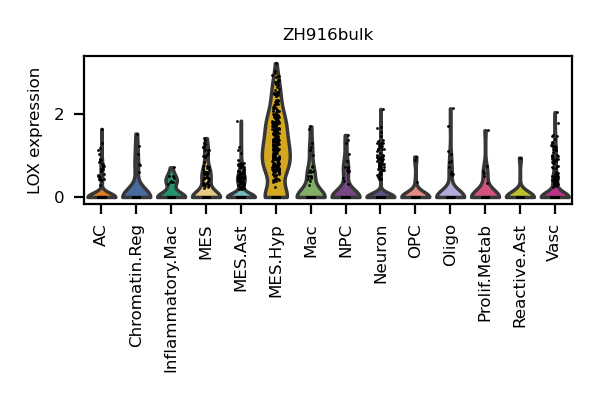 ZH916bulk
LOX expression
2
0
AC
Chromatin.Reg
Inflammatory.Mac
MES
MES.Ast
MES.Hyp
Mac
NPC
Neuron
OPC
Oligo
Prolif.Metab
Reactive.Ast
Vasc